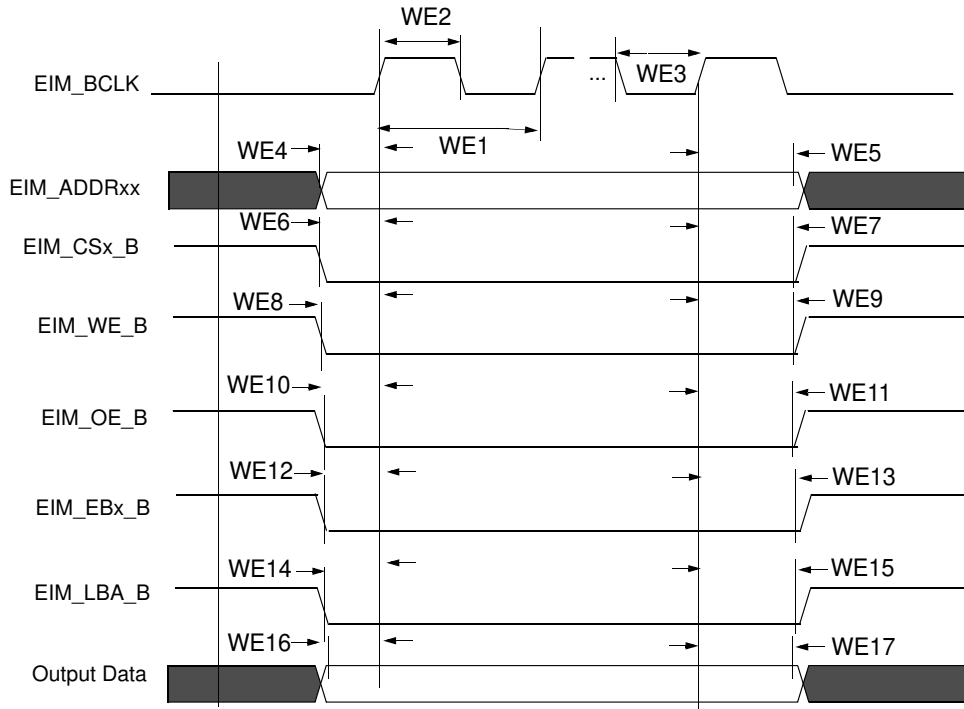 WE2
EIM_BCLK
...
WE3
WE4
WE1
WE5
EIM_ADDRxx
WE6
WE7
EIM_CSx_B
WE8
WE9
EIM_WE_B
WE10
WE11
EIM_OE_B
WE12
WE13
EIM_EBx_B
WE14
WE15
EIM_LBA_B
WE16
WE17
Output Data